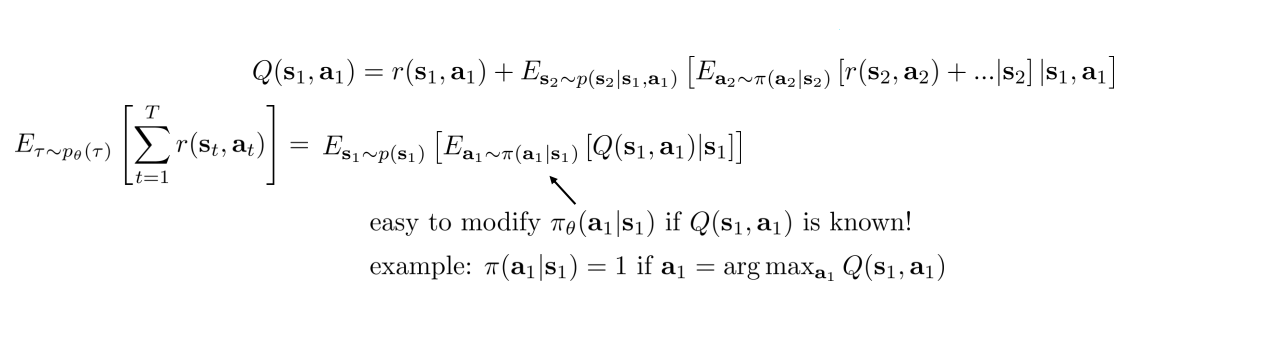 Q(s₁, a₁) = r(s₁, a₁) + E_{s₂∼p(s₂|s₁,a₁)} [E_{a₂∼π(a₂|s₂)} [r(s₂, a₂) + ...|s₂] |s₁, a₁]
E_{τ∼p_θ(τ)} [∑_{t=1}^{T} r(s_t, a_t)] = E_{s₁∼p(s₁)} [E_{a₁∼π(a₁|s₁)} [Q(s₁, a₁)|s₁]]
easy to modify π_θ(a₁|s₁) if Q(s₁, a₁) is known!
example: π(a₁|s₁) = 1 if a₁ = arg max_{a₁} Q(s₁, a₁)